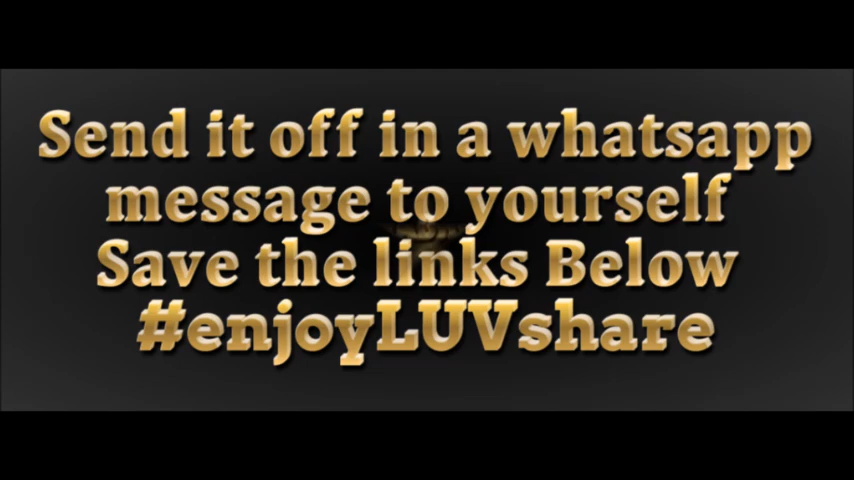 Send it off in a whatsapp
message to yourself
Save the links Below
#enjoyLUVshare